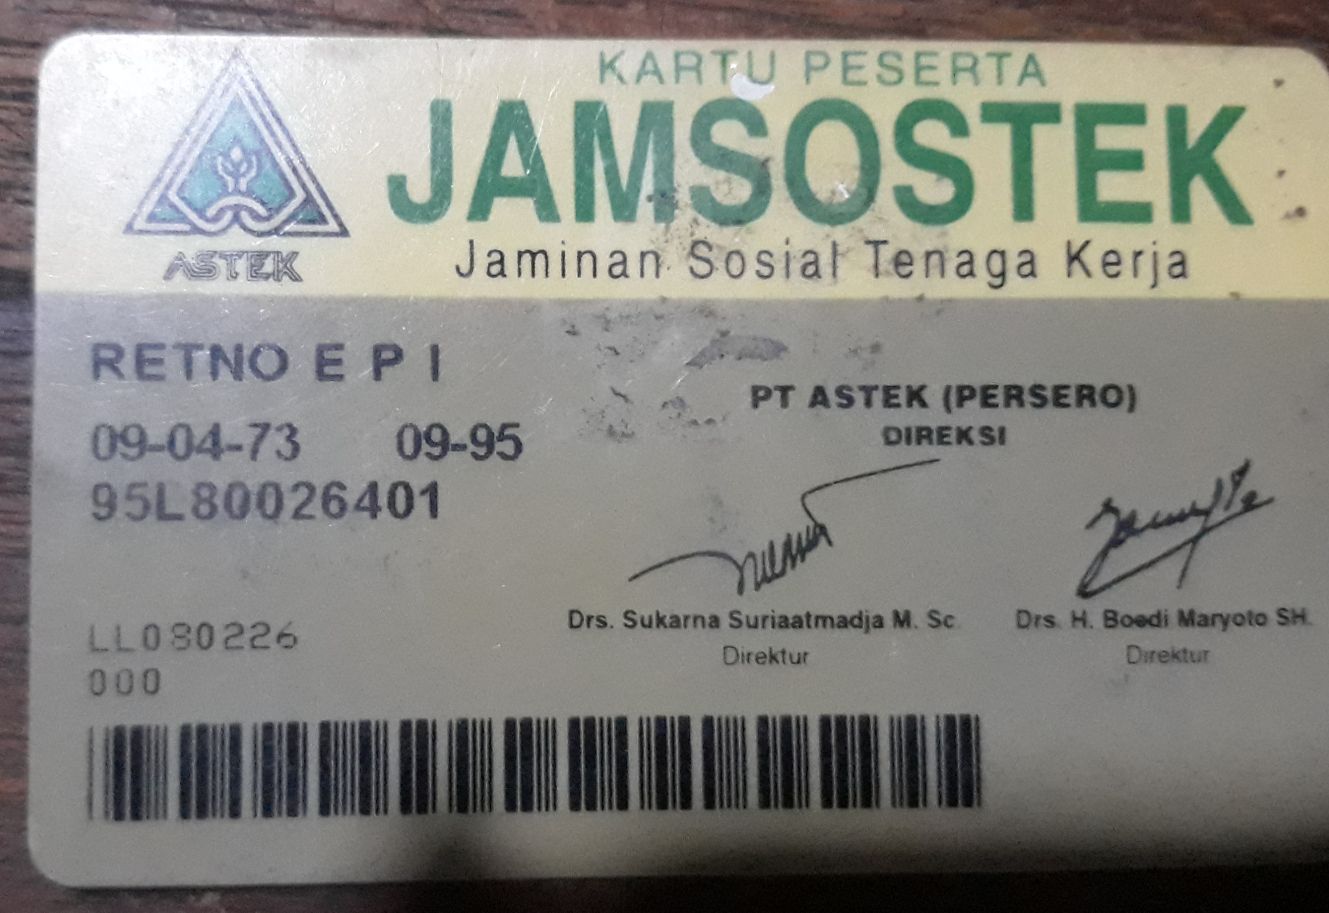 KARTU PESERTA
JAMSOSTEK
Jaminan Sosial Tenaga Kerja
ASTEK
RETNO E P I
09-04-73 09-95
95L80026401
PT ASTEK (PERSERO)
DIREKSI
Drs. Sukarna Suriaatmadja M. Sc.
Direktur
Drs. H. Boedi Maryoto SH.
Direktur
LL080226
000